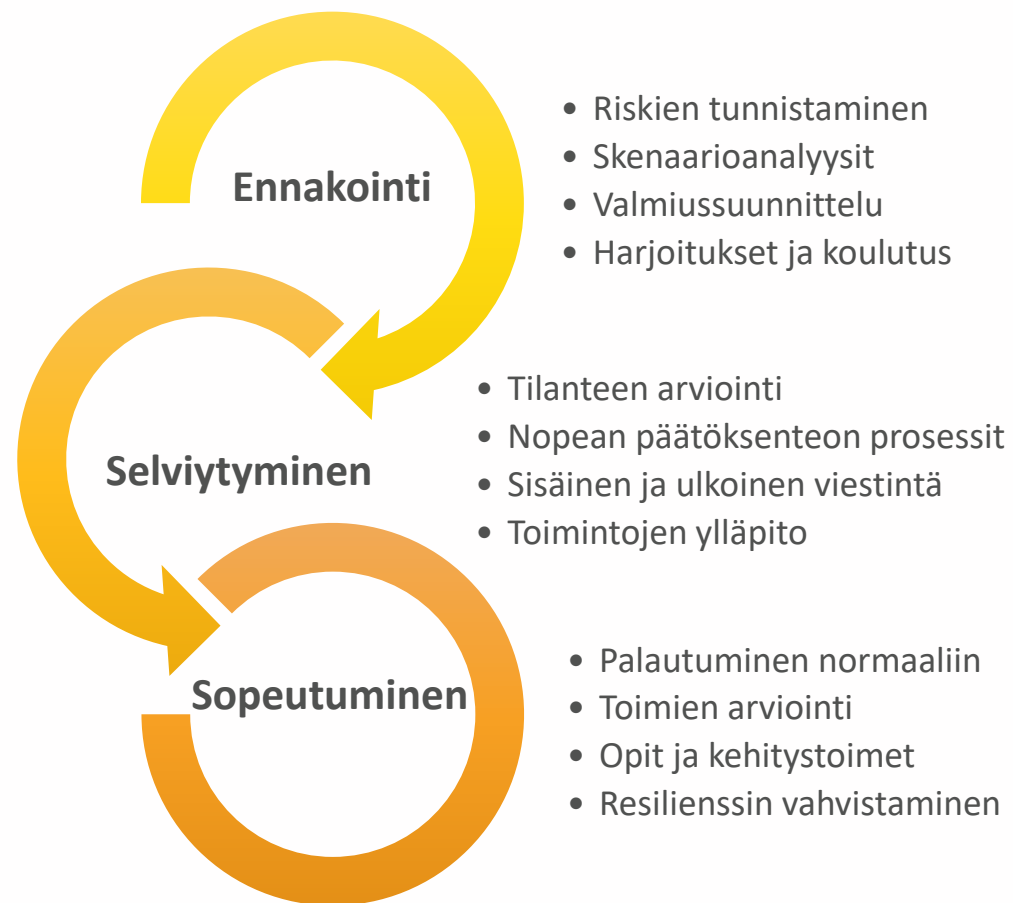 Ennakointi
• Riskien tunnistaminen
• Skenaarioanalyysit
• Valmiussuunnittelu
• Harjoitukset ja koulutus
Selviytyminen
• Tilanteen arviointi
• Nopean päätöksenteon prosessit
• Sisäinen ja ulkoinen viestintä
• Toimintojen ylläpito
Sopeutuminen
• Palautuminen normaaliin
• Toimien arviointi
• Opit ja kehitystoimet
• Resilienssin vahvistaminen